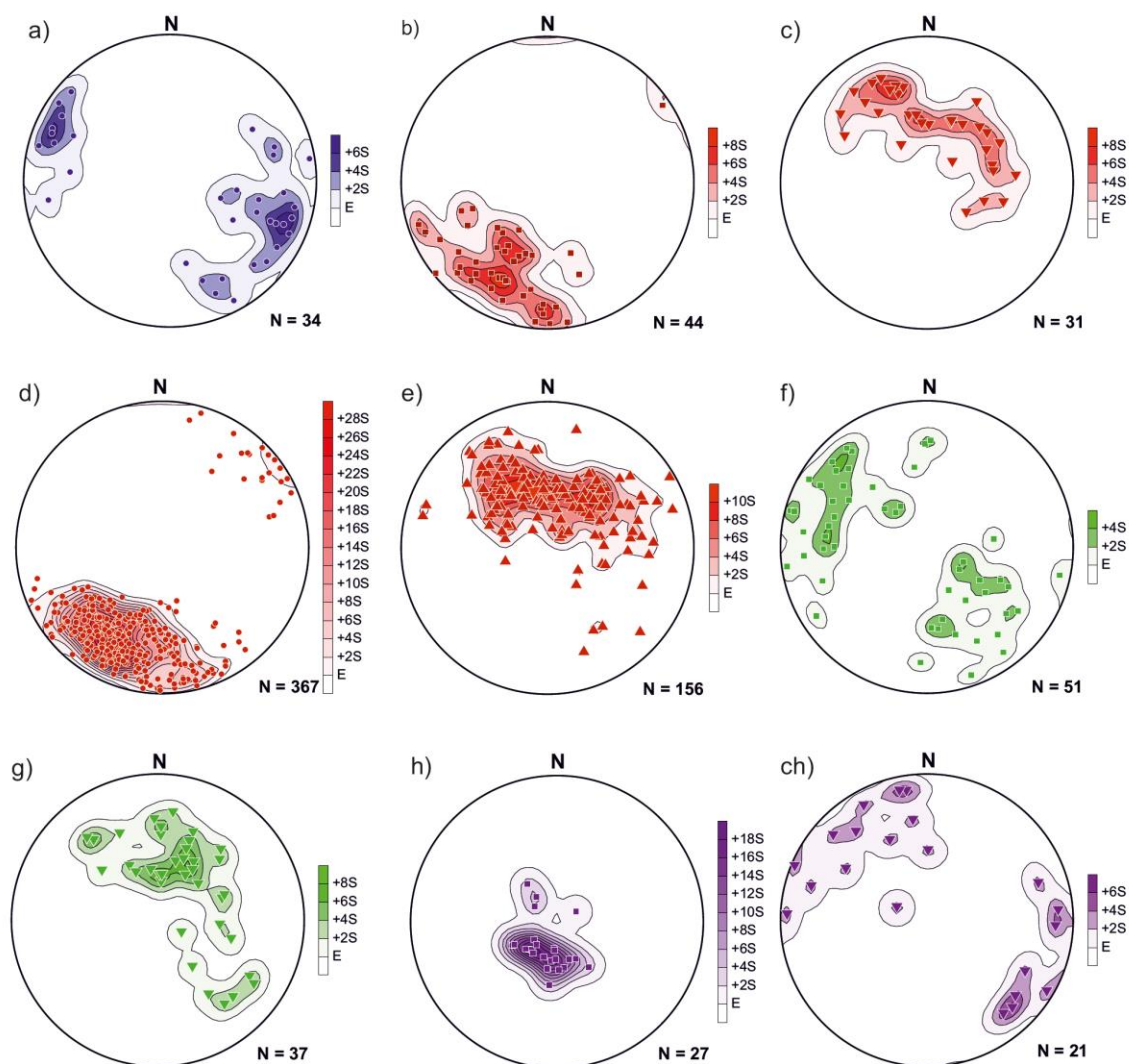 a)
N
+6S
+4S
+2S
E
N = 34
b)
N
+8S
+6S
+4S
+2S
E
N = 44
c)
N
+8S
+6S
+4S
+2S
E
N = 31
d)
N
+28S
+26S
+24S
+22S
+20S
+18S
+16S
+14S
+12S
+10S
+8S
+6S
+4S
+2S
E
N = 367
e)
N
+10S
+8S
+6S
+4S
+2S
E
N = 156
f)
N
+4S
+2S
E
N = 51
g)
N
+8S
+6S
+4S
+2S
E
N = 37
h)
N
+18S
+16S
+14S
+12S
+10S
+8S
+6S
+4S
+2S
E
N = 27
ch)
N
+6S
+4S
+2S
E
N = 21